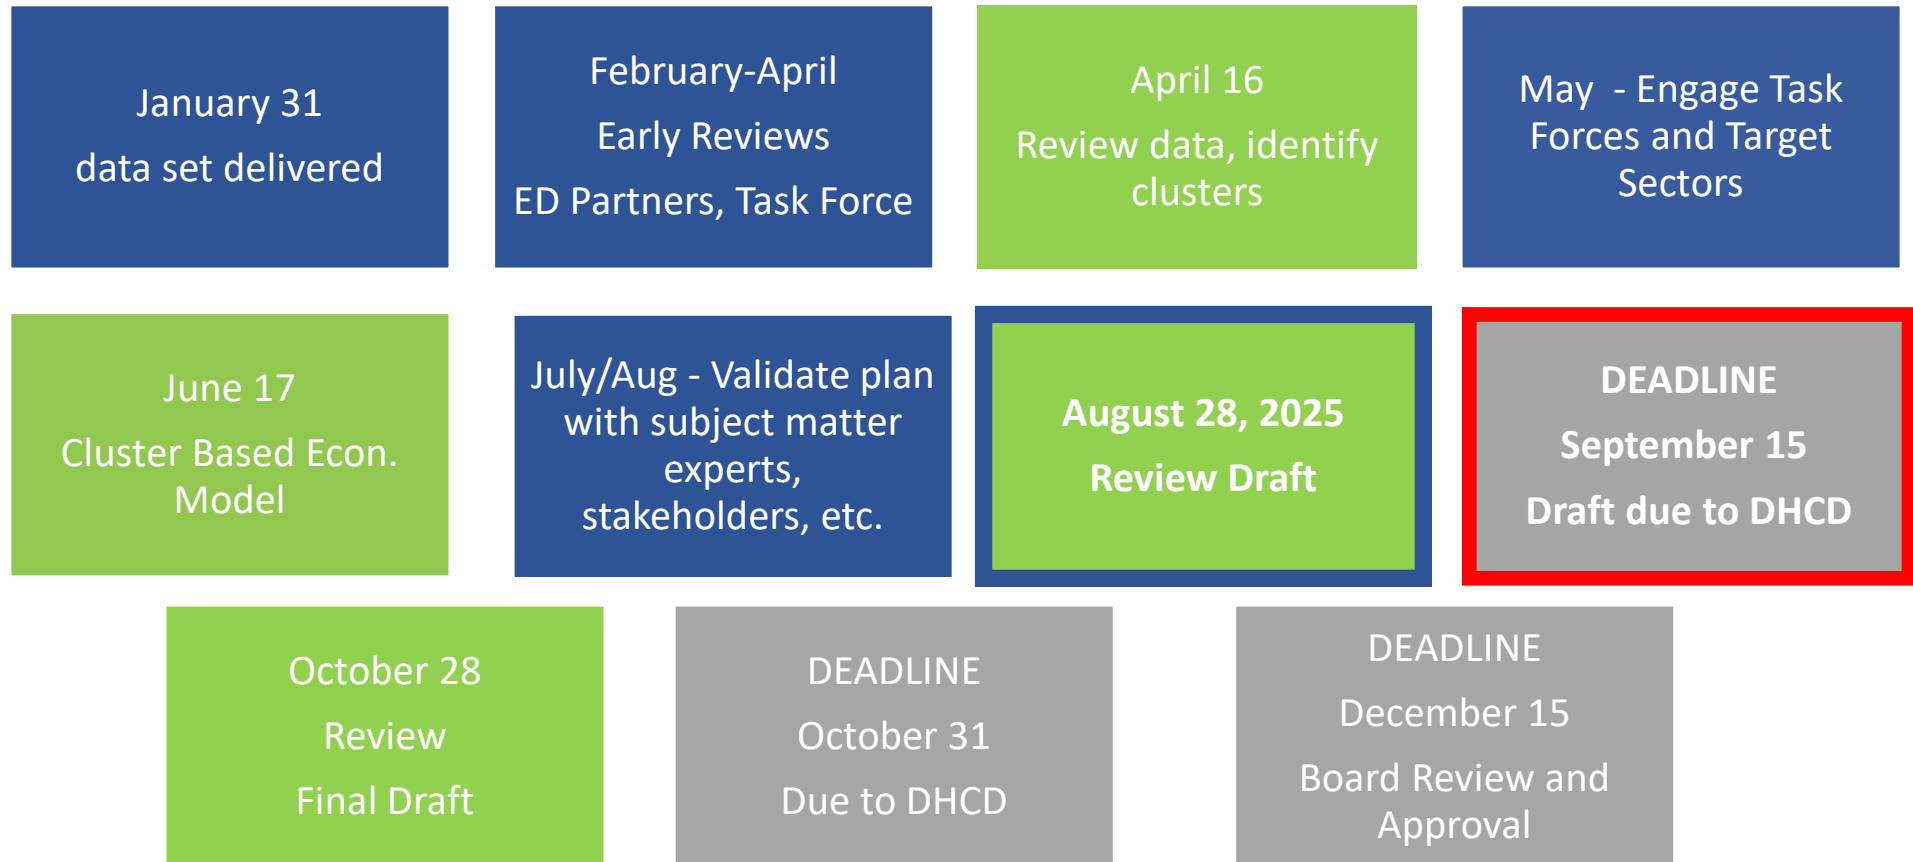 January 31
data set delivered
February-April
Early Reviews
ED Partners, Task Force
April 16
Review data, identify
clusters
May  - Engage Task
Forces and Target
Sectors
June 17
Cluster Based Econ.
Model
July/Aug - Validate plan
with subject matter
experts,
stakeholders, etc.
August 28, 2025
Review Draft
DEADLINE
September 15
Draft due to DHCD
October 28
Review
Final Draft
DEADLINE
October 31
Due to DHCD
DEADLINE
December 15
Board Review and
Approval